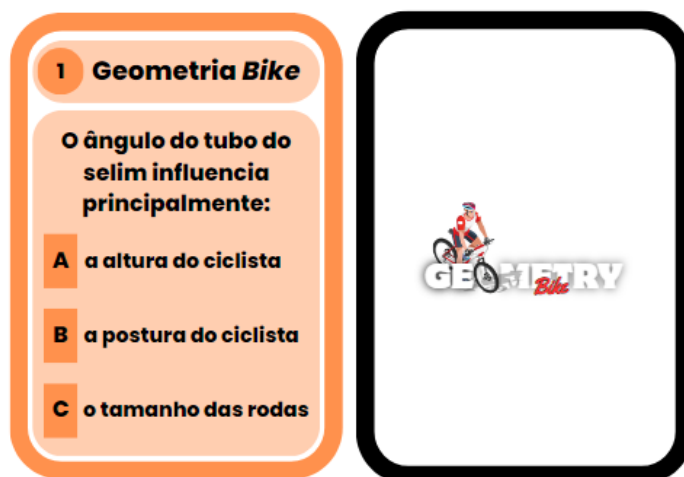 1 Geometria Bike
O ângulo do tubo do
selim influencia
principalmente:
A a altura do ciclista
B a postura do ciclista
C o tamanho das rodas
GEOMETRY
Bike